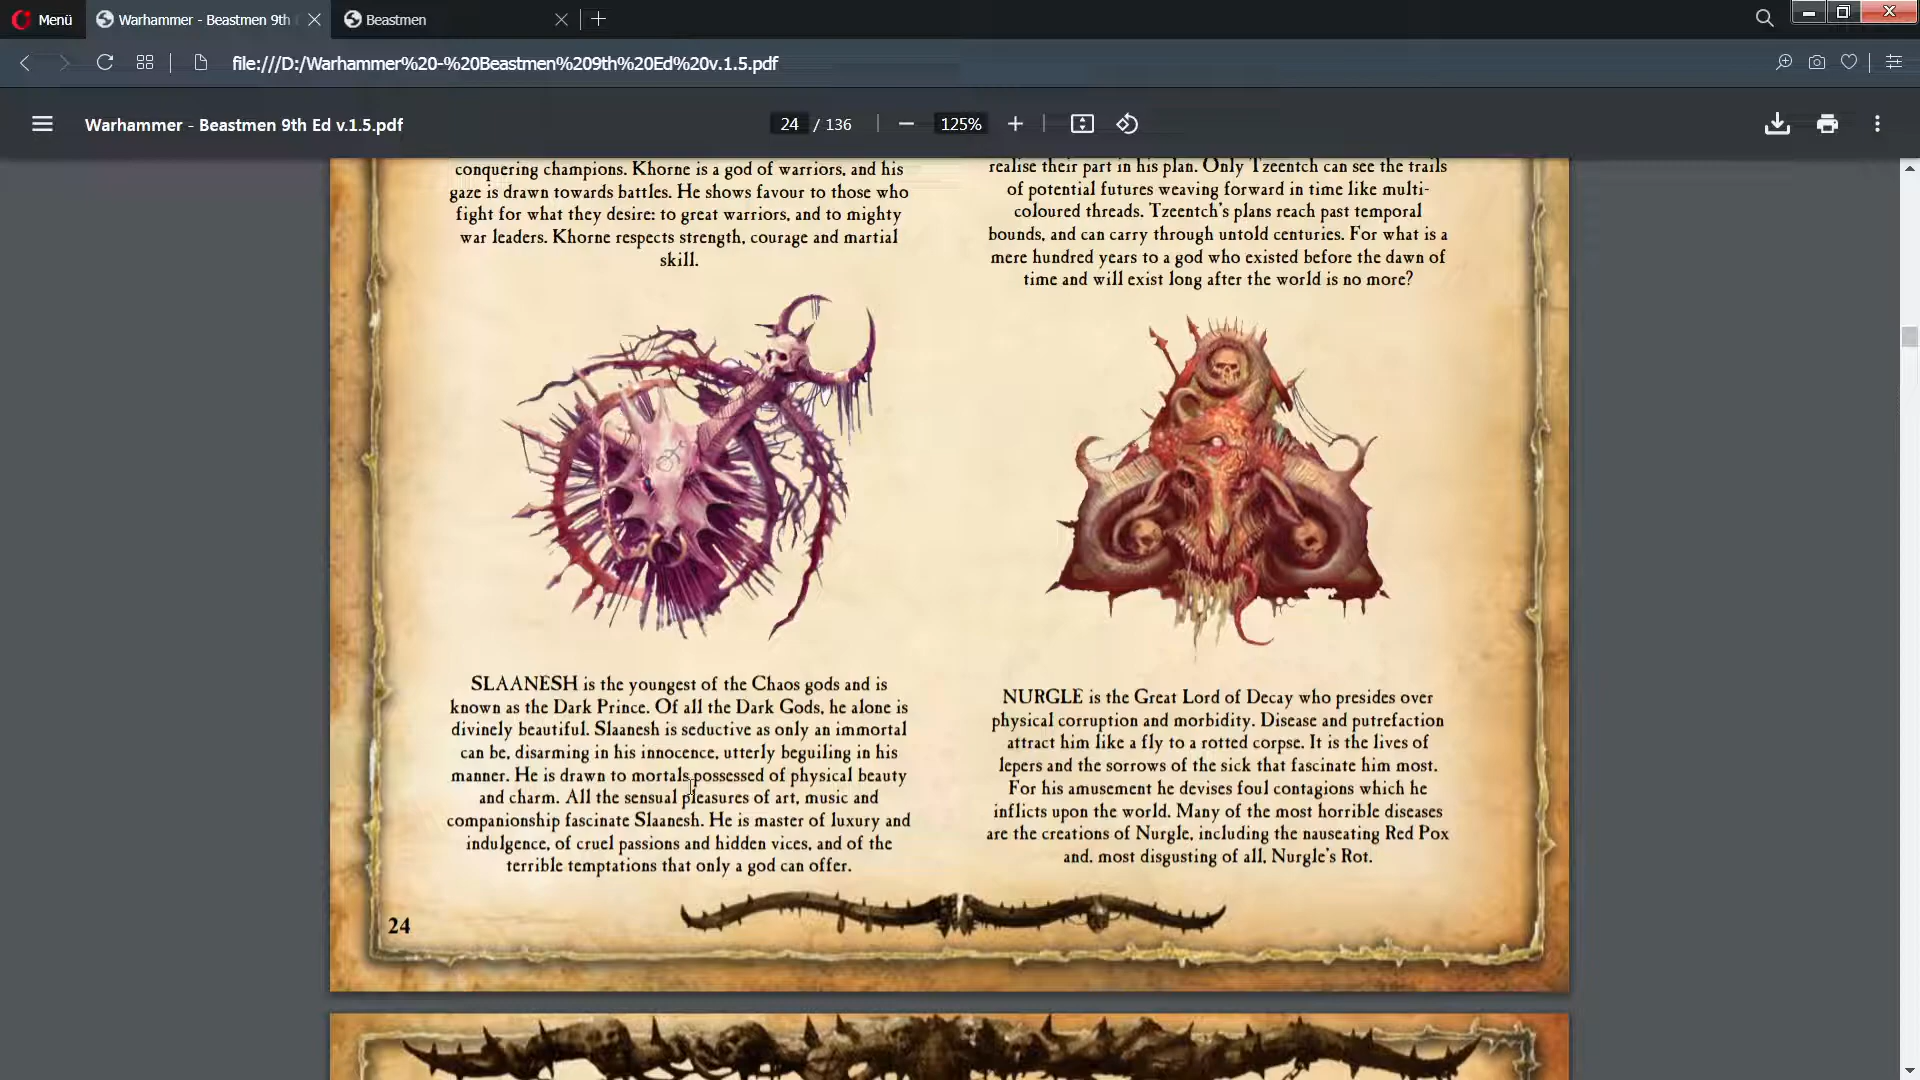 Menü
Warhammer - Beastmen 9th
Beastmen
file:///D:/Warhammer%20-%20Beastmen%209th%20Ed%20v.1.5.pdf
Warhammer - Beastmen 9th Ed v.1.5.pdf
24 / 136
125%
conquering champions. Khorne is a god of warriors, and his
gaze is drawn towards battles. He shows favour to those who
fight for what they desire: to great warriors, and to mighty
war leaders. Khorne respects strength, courage and martial
skill.
realise their part in his plan. Only Tzeentch can see the trails
of potential futures weaving forward in time like multi-
coloured threads. Tzeentch's plans reach past temporal
bounds, and can carry through untold centuries. For what is a
mere hundred years to a god who existed before the dawn of
time and will exist long after the world is no more?
SLAANESH is the youngest of the Chaos gods and is
known as the Dark Prince. Of all the Dark Gods, he alone is
divinely beautiful. Slaanesh is seductive as only an immortal
can be, disarming in his innocence, utterly beguiling in his
manner. He is drawn to mortals possessed of physical beauty
and charm. All the sensual pleasures of art, music and
companionship fascinate Slaanesh. He is master of luxury and
indulgence, of cruel passions and hidden vices, and of the
terrible temptations that only a god can offer.
NURGLE is the Great Lord of Decay who presides over
physical corruption and morbidity. Disease and putrefaction
attract him like a fly to a rotted corpse. It is the lives of
lepers and the sorrows of the sick that fascinate him most.
For his amusement he devises foul contagions which he
inflicts upon the world. Many of the most horrible diseases
are the creations of Nurgle, including the nauseating Red Pox
and, most disgusting of all, Nurgle's Rot.
24